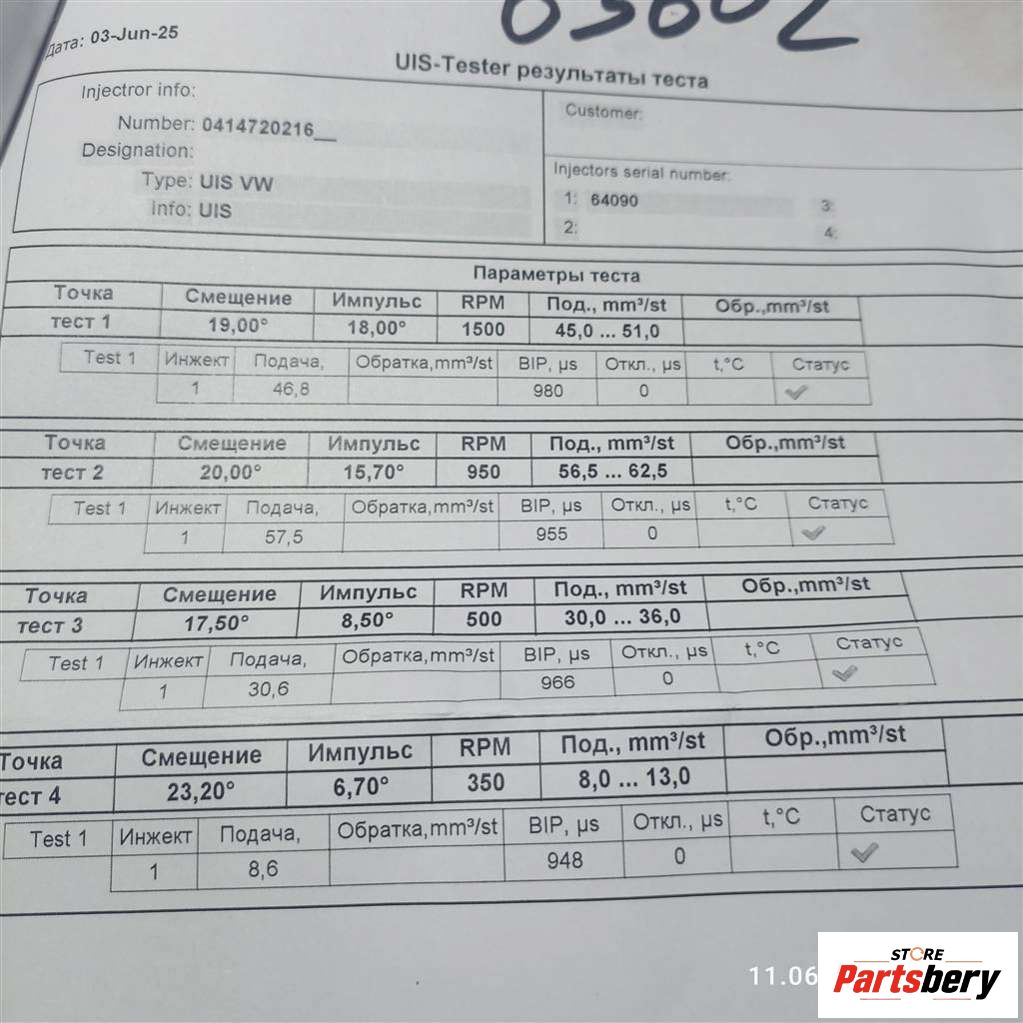 Дата: 03-Jun-25
UIS-Tester результаты теста
Injectror info:
Number: 0414720216__
Designation:
Type: UIS VW
Info: UIS
Customer:
Injectors serial number:
1: 64090 3:
2: 4:
Параметры теста
Точка Смещение Импульс RPM Под., mm³/st Обр.,mm³/st
тест 1 19,00° 18,00° 1500 45,0 ... 51,0
Test 1 Инжект Подача, Обратка,mm³/st BIP, µs Откл., µs t,°C Статус
1 46,8 980 0
Точка Смещение Импульс RPM Под., mm³/st Обр.,mm³/st
тест 2 20,00° 15,70° 950 56,5 ... 62,5
Test 1 Инжект Подача, Обратка,mm³/st BIP, µs Откл., µs t,°C Статус
1 57,5 955 0
Точка Смещение Импульс RPM Под., mm³/st Обр.,mm³/st
тест 3 17,50° 8,50° 500 30,0 ... 36,0
Test 1 Инжект Подача, Обратка,mm³/st BIP, µs Откл., µs t,°C Статус
1 30,6 966 0
Точка Смещение Импульс RPM Под., mm³/st Обр.,mm³/st
тест 4 23,20° 6,70° 350 8,0 ... 13,0
Test 1 Инжект Подача, Обратка,mm³/st BIP, µs Откл., µs t,°C Статус
1 8,6 948 0
11.06
STORE
Partsbery